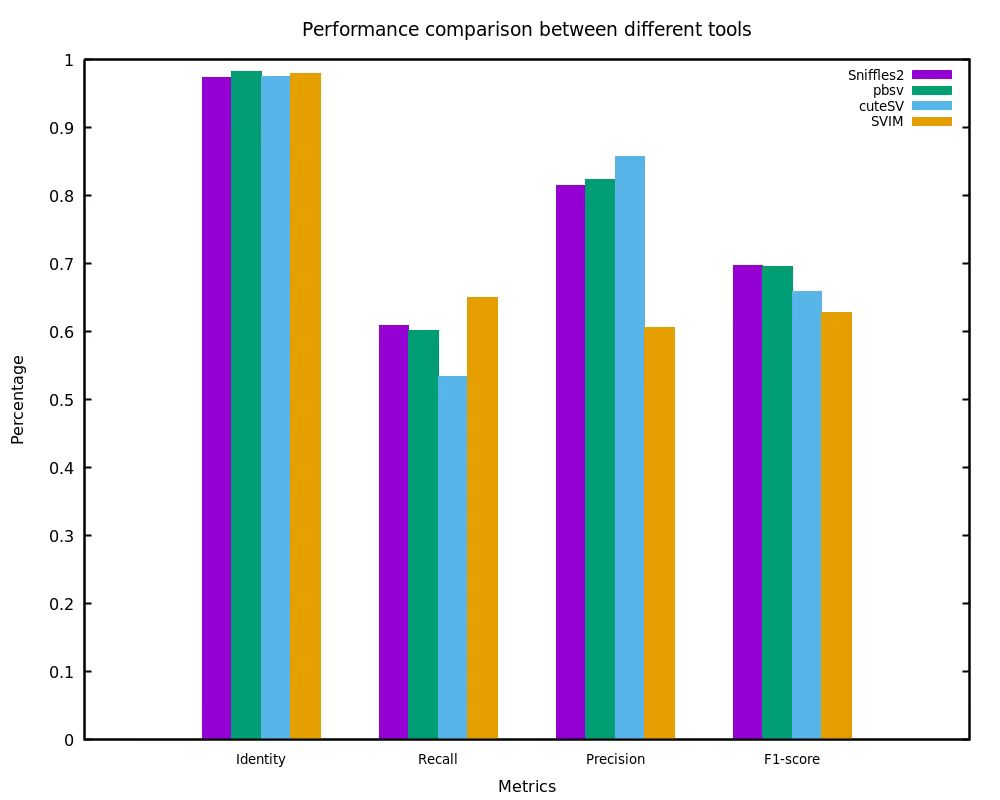 Performance comparison between different tools
Sniffles2
pbsv
cuteSV
SVIM
1
0.9
0.8
0.7
0.6
0.5
0.4
0.3
0.2
0.1
0
Percentage
Identity
Recall
Precision
F1-score
Metrics